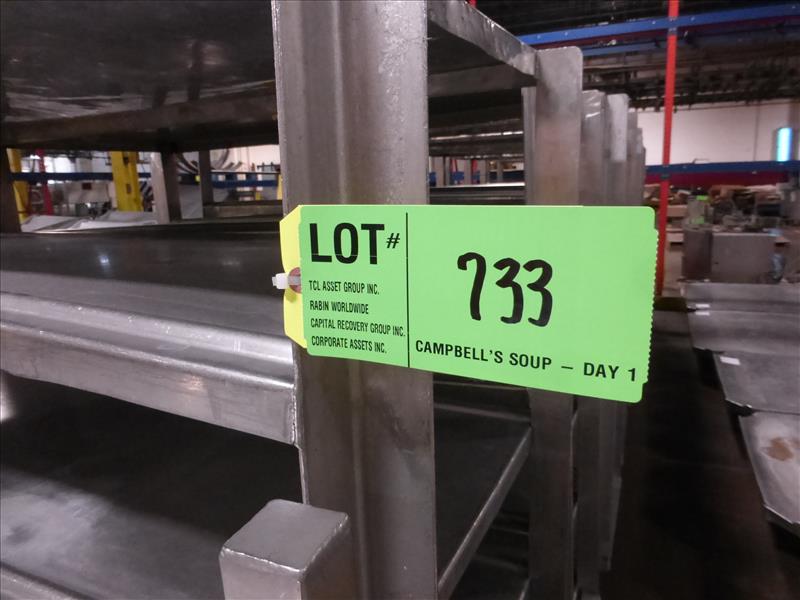 LOT# 733
TCL ASSET GROUP INC.
RABIN WORLDWIDE
CAPITAL RECOVERY GROUP INC.
CORPORATE ASSETS INC.
CAMPBELL'S SOUP – DAY 1